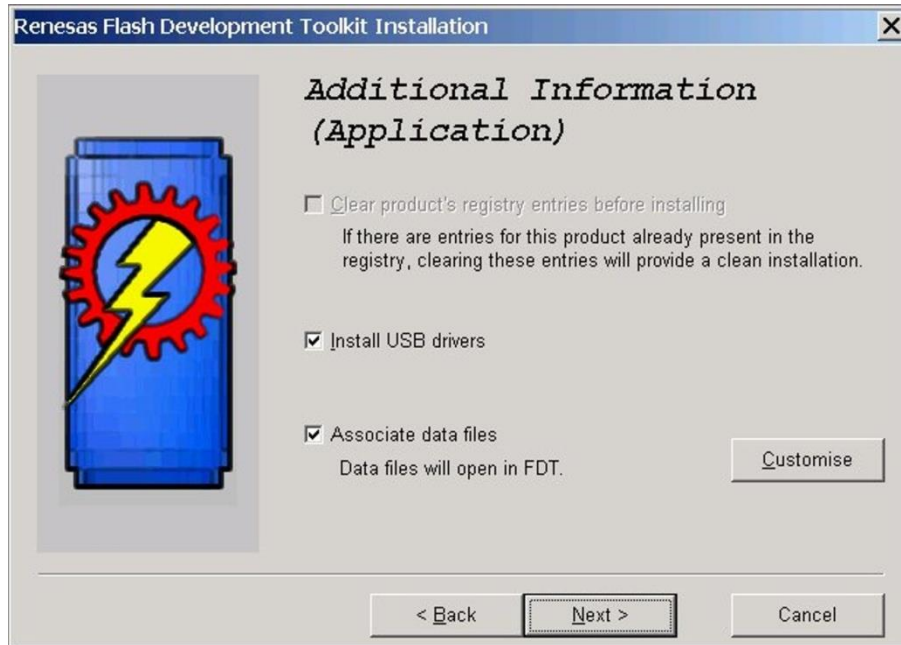 Renesas Flash Development Toolkit Installation
Additional Information
(Application)
Clear product's registry entries before installing
If there are entries for this product already present in the
registry, clearing these entries will provide a clean installation.
Install USB drivers
Associate data files
Data files will open in FDT.
Customise
< Back
Next >
Cancel